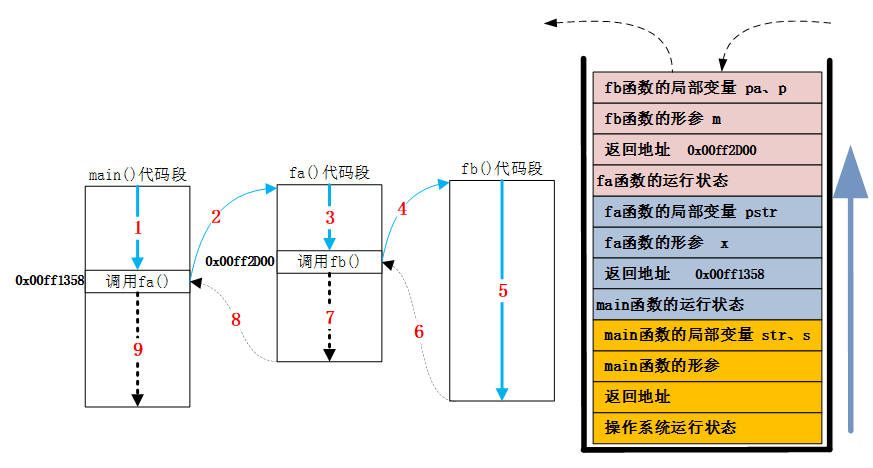 main()代码段
fa()代码段
fb()代码段
1
2
3
4
5
6
7
8
9
0x00ff1358
调用fa()
0x00ff2D00
调用fb()
fb函数的局部变量 pa、p
fb函数的形参 m
返回地址 0x00ff2D00
fa函数的运行状态
fa函数的局部变量 pstr
fa函数的形参 x
返回地址 0x00ff1358
main函数的运行状态
main函数的局部变量 str、s
main函数的形参
返回地址
操作系统运行状态